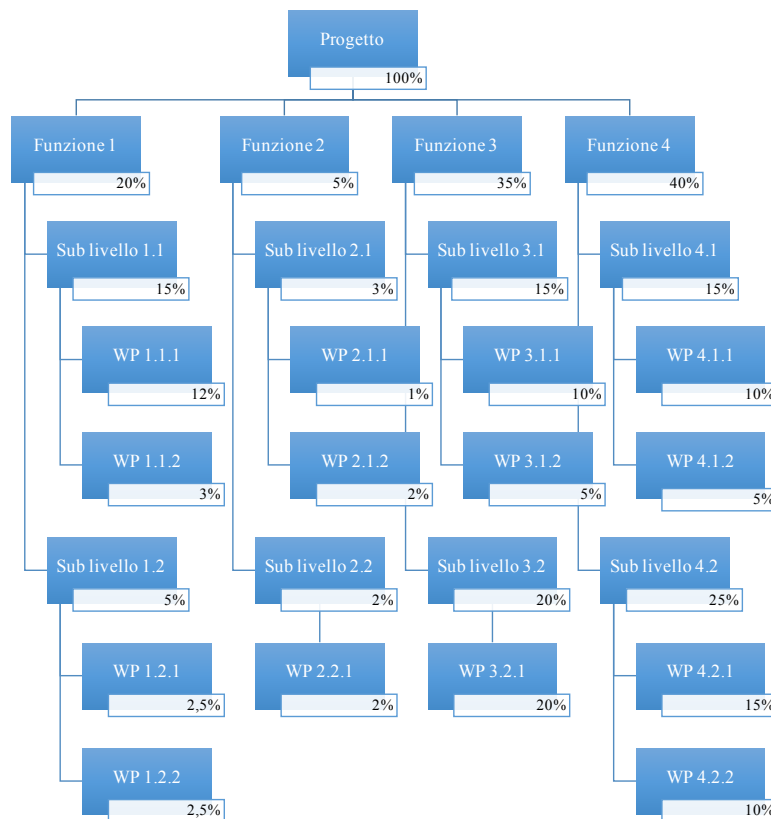 Progetto
100%
Funzione 1
20%
Funzione 2
5%
Funzione 3
35%
Funzione 4
40%
Sub livello 1.1
15%
Sub livello 2.1
3%
Sub livello 3.1
15%
Sub livello 4.1
15%
WP 1.1.1
12%
WP 2.1.1
1%
WP 3.1.1
10%
WP 4.1.1
10%
WP 1.1.2
3%
WP 2.1.2
2%
WP 3.1.2
5%
WP 4.1.2
5%
Sub livello 1.2
5%
Sub livello 2.2
2%
Sub livello 3.2
20%
Sub livello 4.2
25%
WP 1.2.1
2,5%
WP 2.2.1
2%
WP 3.2.1
20%
WP 4.2.1
15%
WP 1.2.2
2,5%
WP 4.2.2
10%